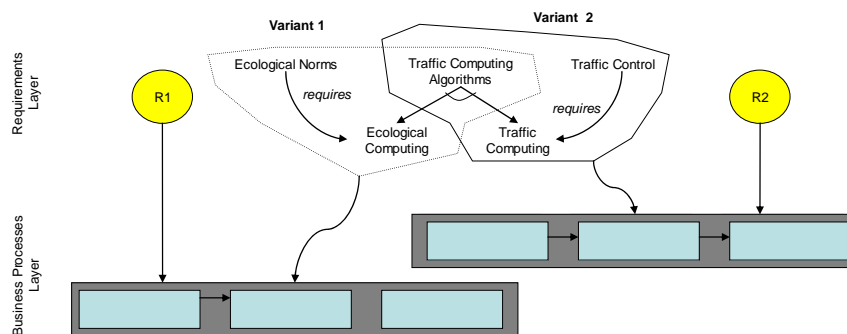 Variant 1
Variant 2
Requirements
Layer
Ecological Norms
Traffic Computing
Algorithms
Traffic Control
R1
requires
requires
R2
Ecological
Computing
Traffic
Computing
Business Processes
Layer